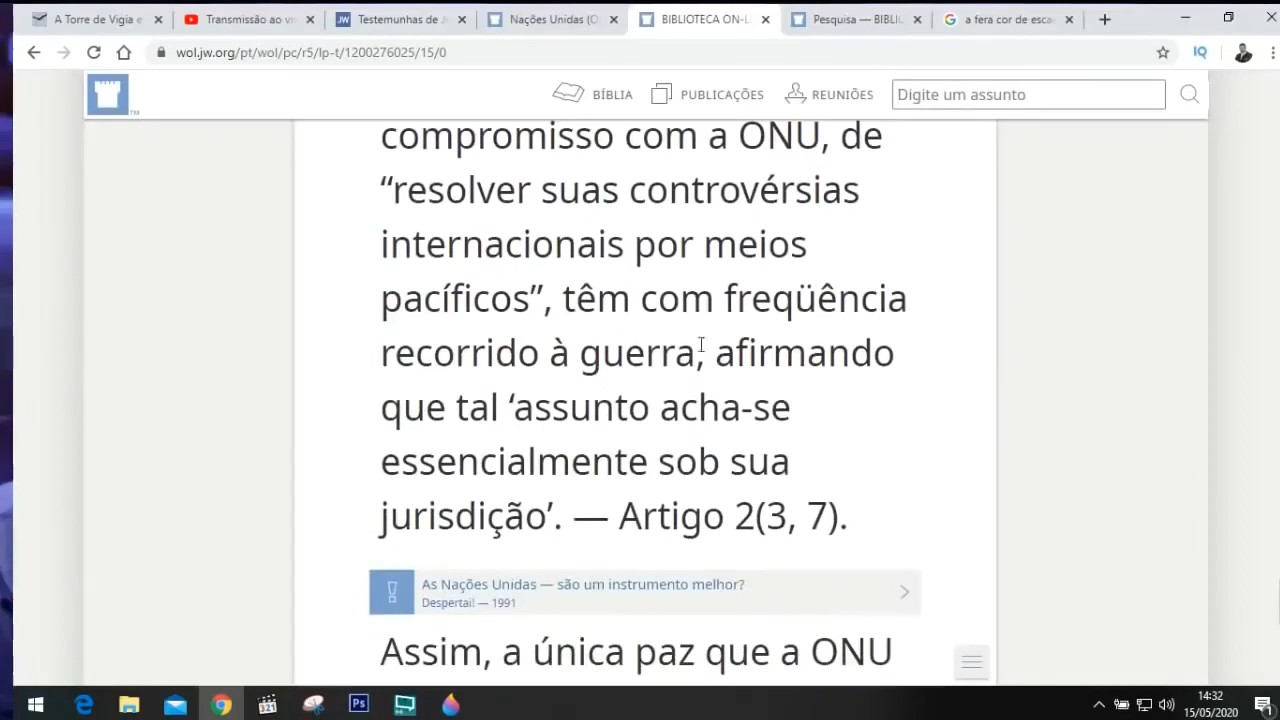 A Torre de Vigia e
Transmissão ao vi
Testemunhas de J
Nações Unidas (O
BIBLIOTECA ON-L
Pesquisa — BIBLI
a fera cor de esca
wol.jw.org/pt/wol/pc/r5/lp-t/1200276025/15/0
IQ
BÍBLIA
PUBLICAÇÕES
REUNIÕES
Digite um assunto
compromisso com a ONU, de
“resolver suas controvérsias
internacionais por meios
pacíficos”, têm com freqüência
recorrido à guerra, afirmando
que tal ‘assunto acha-se
essencialmente sob sua
jurisdição’. — Artigo 2(3, 7).
As Nações Unidas — são um instrumento melhor?
Despertai! — 1991
Assim, a única paz que a ONU
14:32
15/05/2020